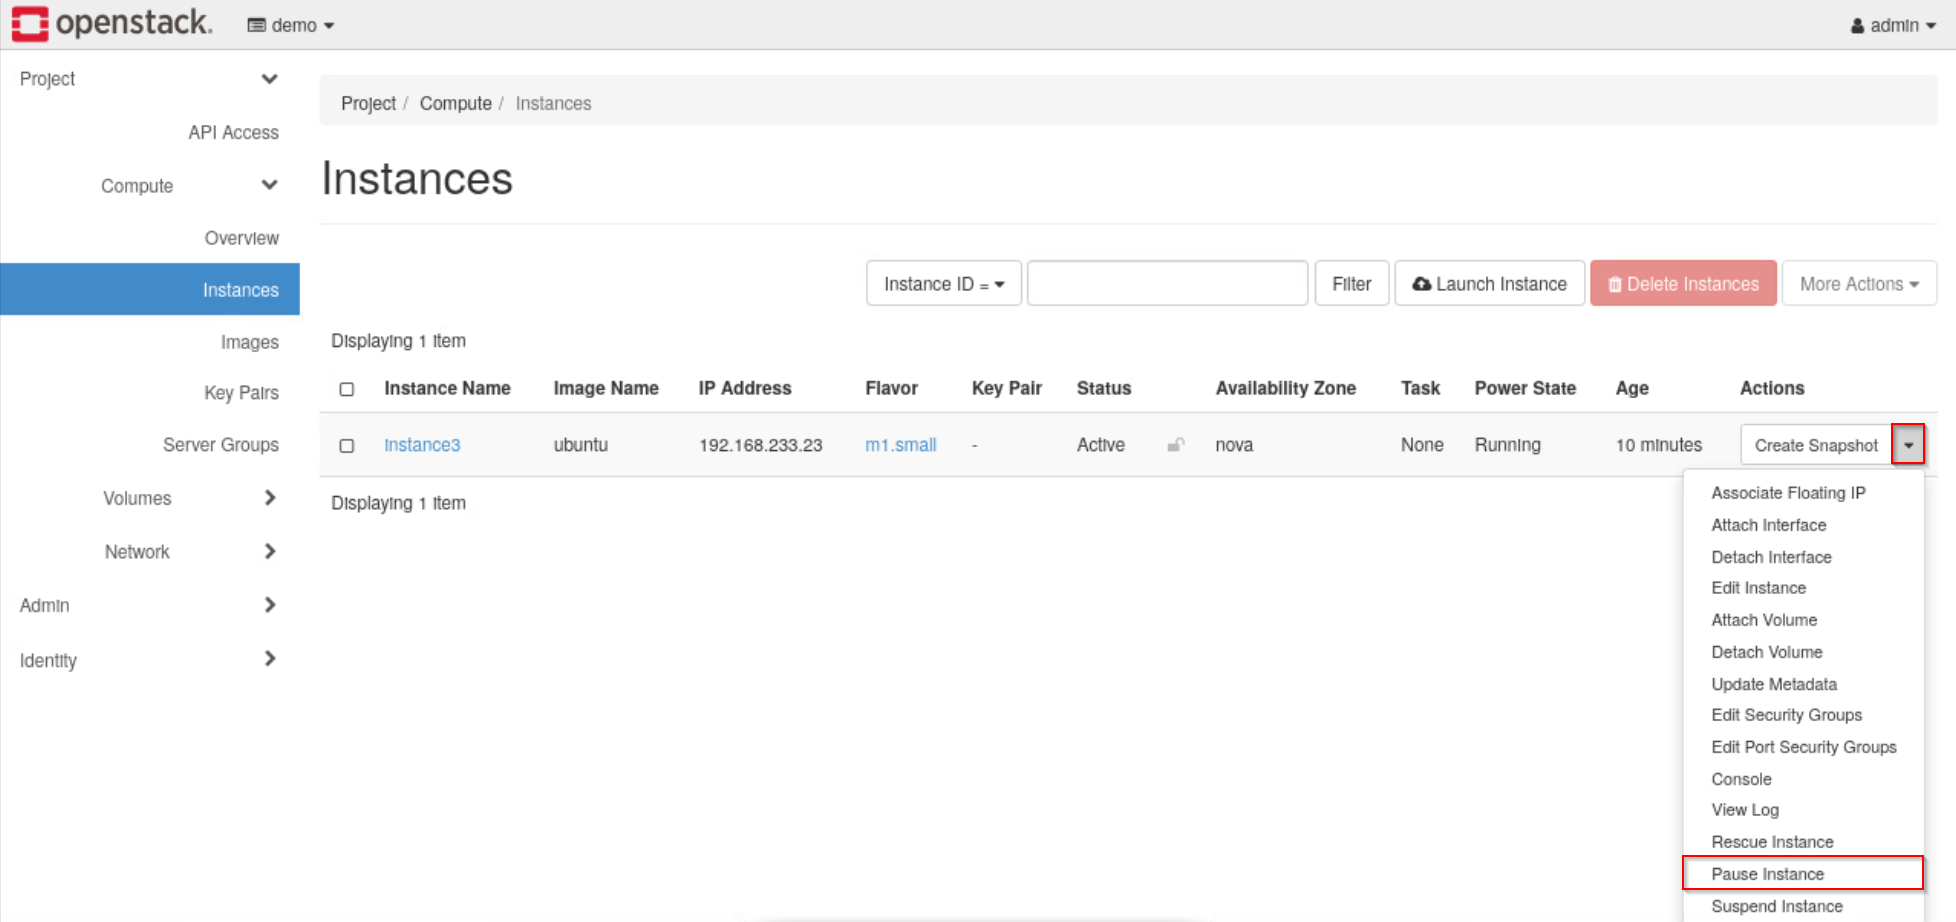 openstack. demo admin
Project
API Access
Compute
Overview
Instances
Images
Key Pairs
Server Groups
Volumes
Network
Admin
Identity
Project / Compute / Instances
Instances
Instance ID = Filter Launch Instance Delete Instances More Actions
Displaying 1 item
Instance Name Image Name IP Address Flavor Key Pair Status Availability Zone Task Power State Age Actions
instance3 ubuntu 192.168.233.23 m1.small - Active nova None Running 10 minutes Create Snapshot
Displaying 1 item
Associate Floating IP
Attach Interface
Detach Interface
Edit Instance
Attach Volume
Detach Volume
Update Metadata
Edit Security Groups
Edit Port Security Groups
Console
View Log
Rescue Instance
Pause Instance
Suspend Instance